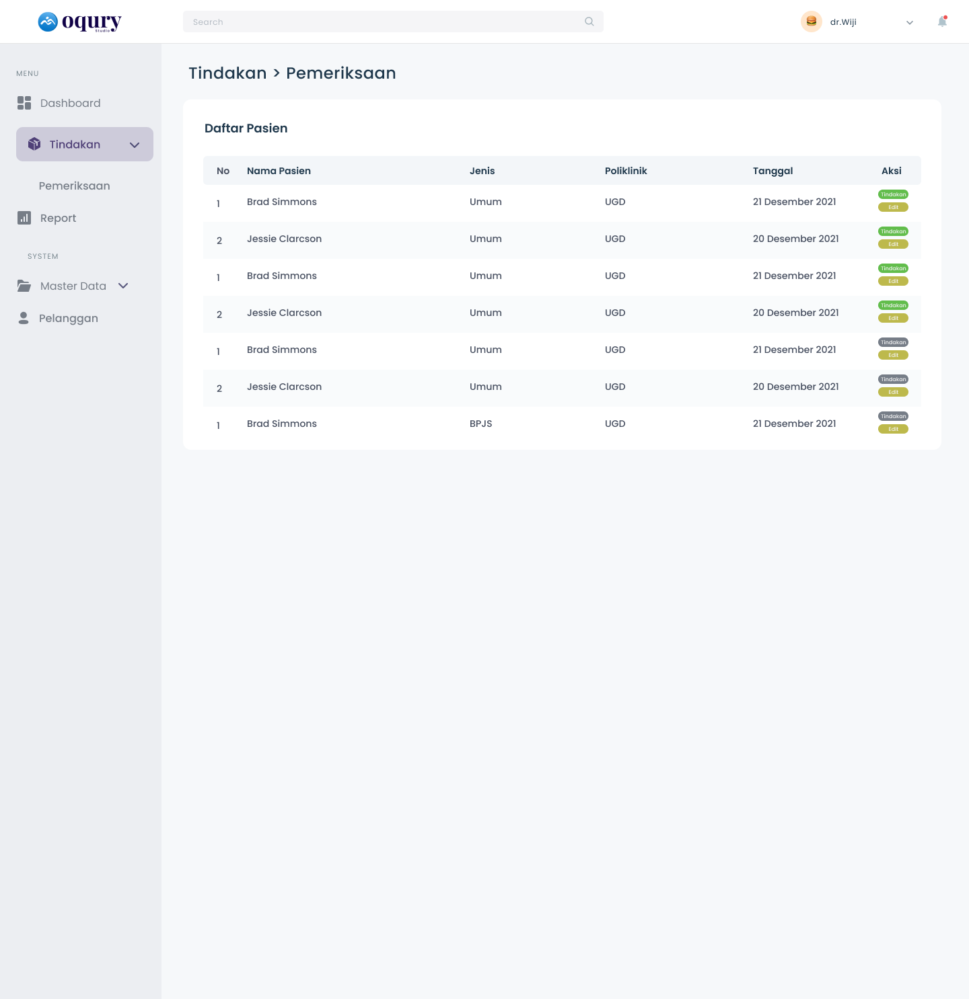 oqury
Studio
Search
dr.Wiji
MENU
Dashboard
Tindakan
Pemeriksaan
Report
SYSTEM
Master Data
Pelanggan
Tindakan > Pemeriksaan
Daftar Pasien
No Nama Pasien Jenis Poliklinik Tanggal Aksi
1 Brad Simmons Umum UGD 21 Desember 2021 Tindakan
Edit
2 Jessie Clarcson Umum UGD 20 Desember 2021 Tindakan
Edit
1 Brad Simmons Umum UGD 21 Desember 2021 Tindakan
Edit
2 Jessie Clarcson Umum UGD 20 Desember 2021 Tindakan
Edit
1 Brad Simmons Umum UGD 21 Desember 2021 Tindakan
Edit
2 Jessie Clarcson Umum UGD 20 Desember 2021 Tindakan
Edit
1 Brad Simmons BPJS UGD 21 Desember 2021 Tindakan
Edit